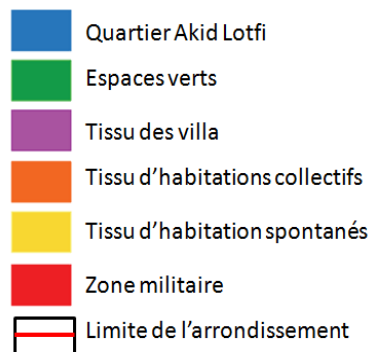 Quartier Akid Lotfi
Espaces verts
Tissu des villa
Tissu d'habitations collectifs
Tissu d'habitation spontanés
Zone militaire
Limite de l'arrondissement